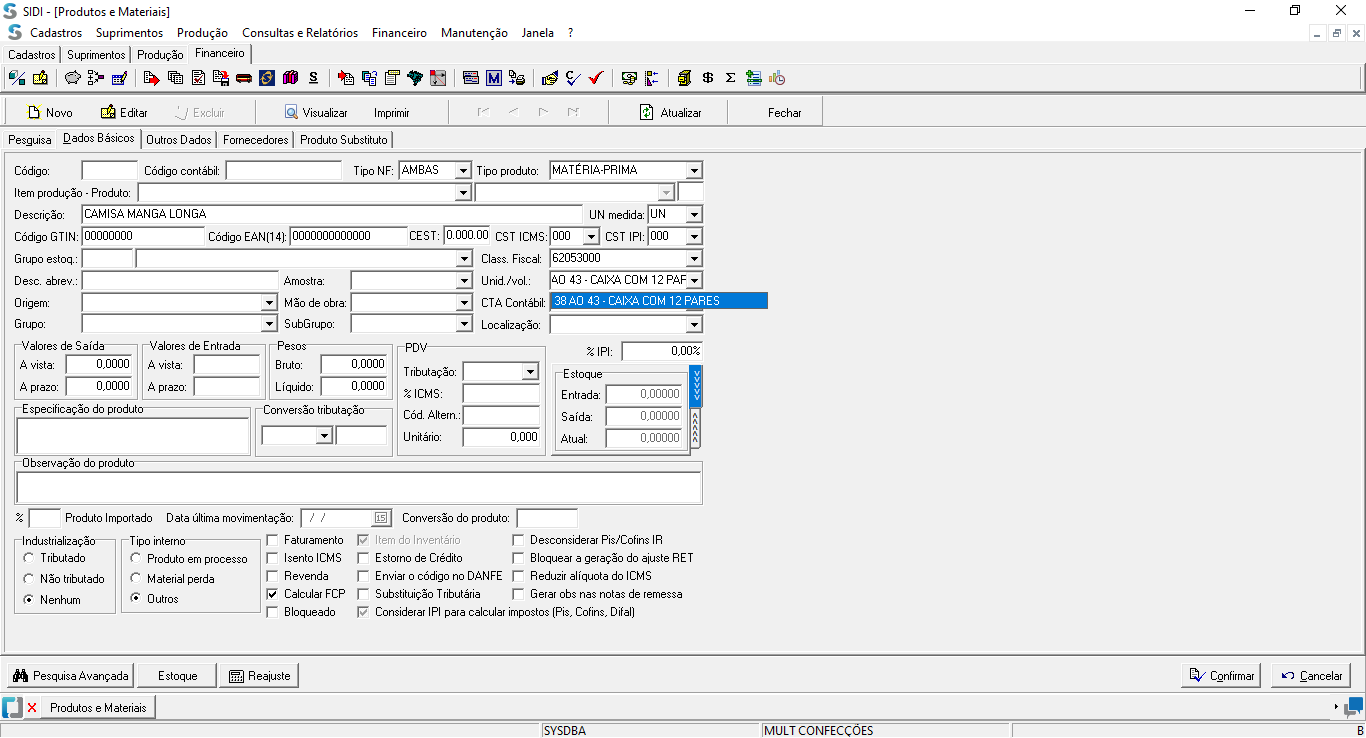 SIDI - [Produtos e Materiais]
Cadastros Suprimentos Produção Consultas e Relatórios Financeiro Manutenção Janela ?
Cadastros Suprimentos Produção Financeiro
Novo Editar Excluir Visualizar Imprimir Atualizar Fechar
Pesquisa Dados Básicos Outros Dados Fornecedores Produto Substituto
Código: Código contábil: Tipo NF: AMBAS Tipo produto: MATÉRIA-PRIMA
Item produção - Produto:
Descrição: CAMISA MANGA LONGA UN medida: UN
Código GTIN: 00000000 Código EAN(14): 0000000000000 CEST: 0.000.00 CST ICMS: 000 CST IPI: 000
Grupo estoq.: Class. Fiscal: 62053000
Desc. abrev.: Amostra: Unid./vol.: AO 43 - CAIXA COM 12 PAR
Origem: Mão de obra: CTA Contábil: 38 AO 43 - CAIXA COM 12 PARES
Grupo: SubGrupo: Localização:
Valores de Saída Valores de Entrada Pesos PDV % IPI: 0,00%
A vista: 0,0000 A vista: Bruto: 0,0000 Tributação: Estoque
A prazo: 0,0000 A prazo: Líquido: 0,0000 % ICMS: Entrada: 0,00000
Especificação do produto Conversão tributação Cód. Altern.: Saída: 0,00000
Unitário: 0,000 Atual: 0,00000
Observação do produto
% Produto Importado Data última movimentação: / / 15 Conversão do produto:
Industrialização Tipo interno Faturamento Item do Inventário Desconsiderar Pis/Cofins IR
Tributado Produto em processo Isento ICMS Estorno de Crédito Bloquear a geração do ajuste RET
Não tributado Material perda Revenda Enviar o código no DANFE Reduzir alíquota do ICMS
Nenhum Outros Calcular FCP Substituição Tributária Gerar obs nas notas de remessa
Bloqueado Considerar IPI para calcular impostos (Pis, Cofins, Difal)
Pesquisa Avançada Estoque Reajuste Confirmar Cancelar
Produtos e Materiais
SYSDBA MULT CONFECÇÕES B